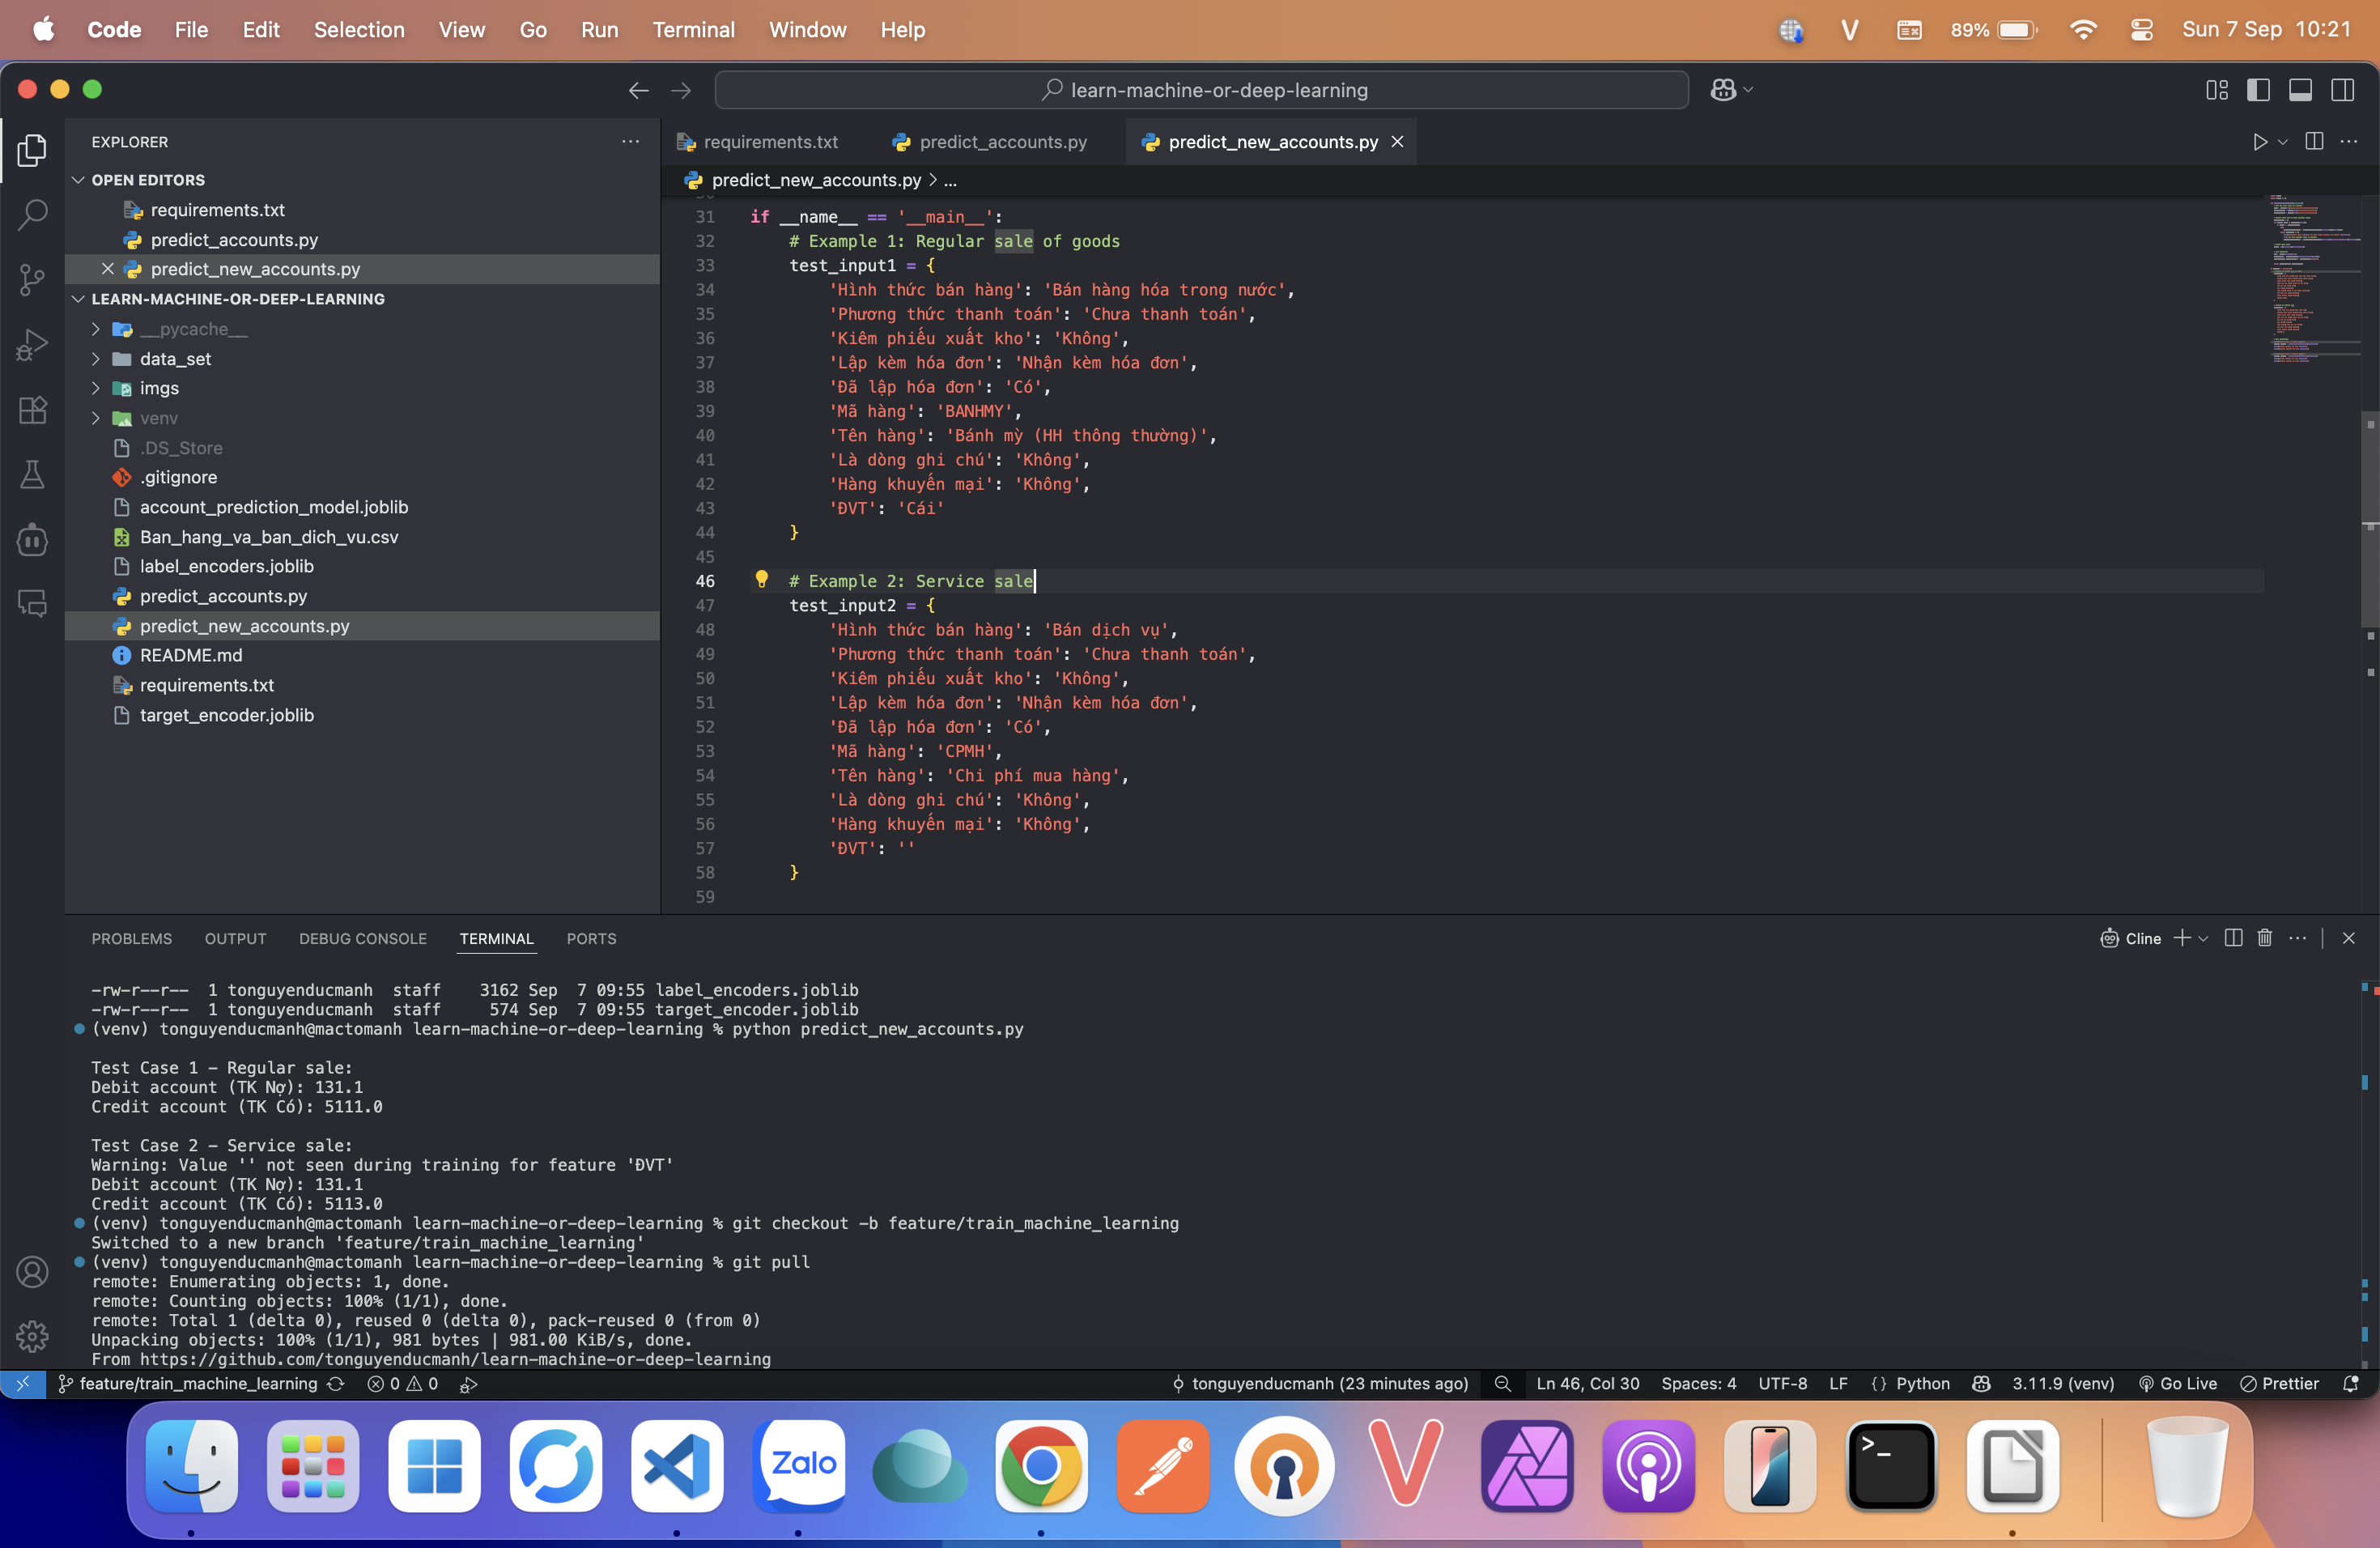 Code File Edit Selection View Go Run Terminal Window Help
V
89%
Sun 7 Sep 10:21
learn-machine-or-deep-learning
EXPLORER
OPEN EDITORS
requirements.txt
predict_accounts.py
predict_new_accounts.py
LEARN-MACHINE-OR-DEEP-LEARNING
__pycache__
data_set
imgs
venv
.DS_Store
.gitignore
account_prediction_model.joblib
Ban_hang_va_ban_dich_vu.csv
label_encoders.joblib
predict_accounts.py
predict_new_accounts.py
README.md
requirements.txt
target_encoder.joblib
requirements.txt predict_accounts.py predict_new_accounts.py
predict_new_accounts.py > ...
31 if __name__ == '__main__':
32 # Example 1: Regular sale of goods
33 test_input1 = {
34 'Hình thức bán hàng': 'Bán hàng hóa trong nước',
35 'Phương thức thanh toán': 'Chưa thanh toán',
36 'Kiêm phiếu xuất kho': 'Không',
37 'Lập kèm hóa đơn': 'Nhận kèm hóa đơn',
38 'Đã lập hóa đơn': 'Có',
39 'Mã hàng': 'BANHMY',
40 'Tên hàng': 'Bánh mỳ (HH thông thường)',
41 'Là dòng ghi chú': 'Không',
42 'Hàng khuyến mại': 'Không',
43 'ĐVT': 'Cái'
44 }
45
46 # Example 2: Service sale
47 test_input2 = {
48 'Hình thức bán hàng': 'Bán dịch vụ',
49 'Phương thức thanh toán': 'Chưa thanh toán',
50 'Kiêm phiếu xuất kho': 'Không',
51 'Lập kèm hóa đơn': 'Nhận kèm hóa đơn',
52 'Đã lập hóa đơn': 'Có',
53 'Mã hàng': 'CPMH',
54 'Tên hàng': 'Chi phí mua hàng',
55 'Là dòng ghi chú': 'Không',
56 'Hàng khuyến mại': 'Không',
57 'ĐVT': ''
58 }
59
PROBLEMS OUTPUT DEBUG CONSOLE TERMINAL PORTS
Cline
-rw-r--r-- 1 tonguyenducmanh staff 3162 Sep 7 09:55 label_encoders.joblib
-rw-r--r-- 1 tonguyenducmanh staff 574 Sep 7 09:55 target_encoder.joblib
(venv) tonguyenducmanh@mactomanh learn-machine-or-deep-learning % python predict_new_accounts.py
Test Case 1 - Regular sale:
Debit account (TK Nợ): 131.1
Credit account (TK Có): 5111.0
Test Case 2 - Service sale:
Warning: Value '' not seen during training for feature 'ĐVT'
Debit account (TK Nợ): 131.1
Credit account (TK Có): 5113.0
(venv) tonguyenducmanh@mactomanh learn-machine-or-deep-learning % git checkout -b feature/train_machine_learning
Switched to a new branch 'feature/train_machine_learning'
(venv) tonguyenducmanh@mactomanh learn-machine-or-deep-learning % git pull
remote: Enumerating objects: 1, done.
remote: Counting objects: 100% (1/1), done.
remote: Total 1 (delta 0), reused 0 (delta 0), pack-reused 0 (from 0)
Unpacking objects: 100% (1/1), 981 bytes | 981.00 KiB/s, done.
From https://github.com/tonguyenducmanh/learn-machine-or-deep-learning
feature/train_machine_learning 0 0 tonguyenducmanh (23 minutes ago) Ln 46, Col 30 Spaces: 4 UTF-8 LF {} Python 3.11.9 (venv) Go Live Prettier
Zalo
>_